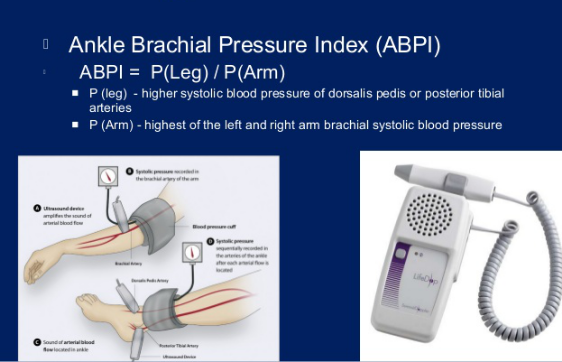 Ankle Brachial Pressure Index (ABPI)
ABPI = P(Leg) / P(Arm)
P (leg) - higher systolic blood pressure of dorsalis pedis or posterior tibial
arteries
P (Arm) - highest of the left and right arm brachial systolic blood pressure
B Systolic pressure recorded in
the brachial artery of the arm
A Ultrasound device
amplifies the sound of
arterial blood flow
Blood pressure cuff
D Systolic pressure
sequentially recorded in
the arteries of the ankle
after each arterial flow is
located
Brachial Artery
Dorsalis Pedis Artery
C Sound of arterial blood
flow located in ankle
Posterior Tibial Artery
Ultrasound Device
LifeDop